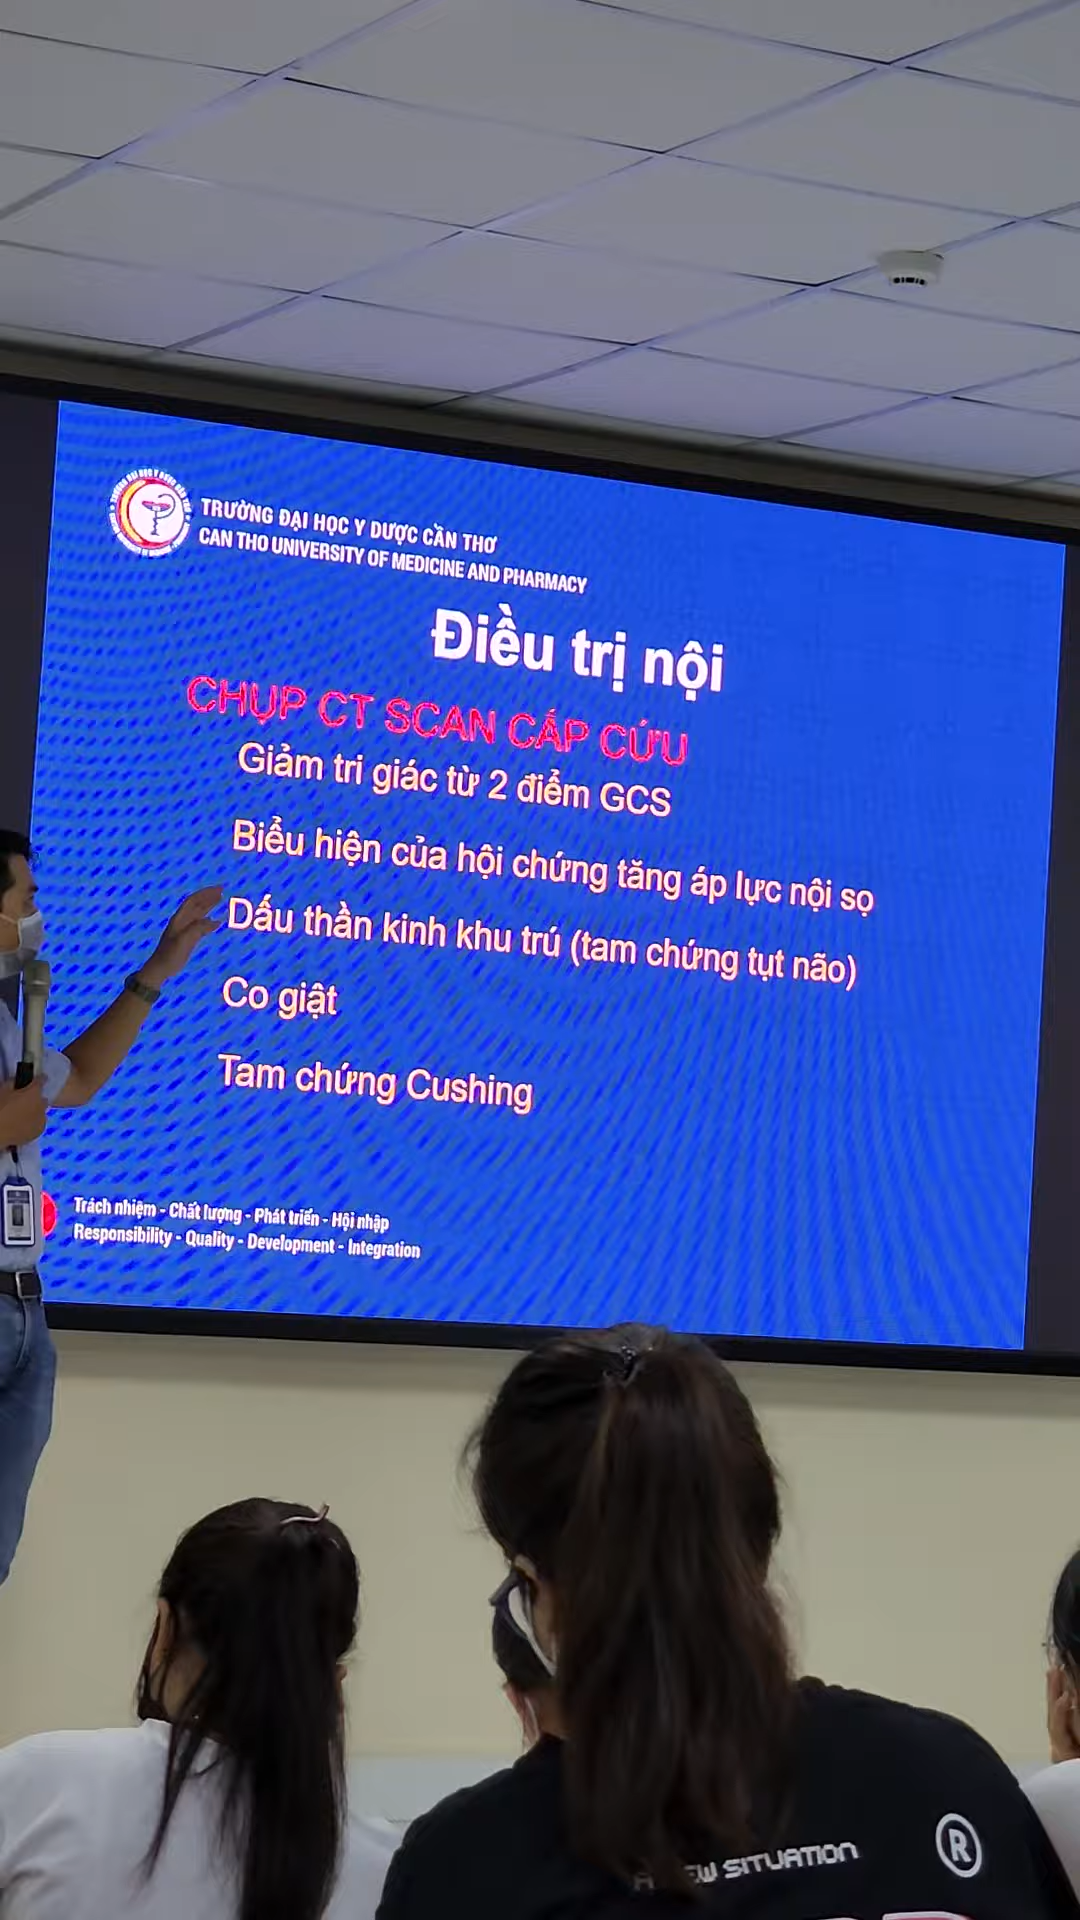 TRƯỜNG ĐẠI HỌC Y DƯỢC CẦN THƠ
CAN THO UNIVERSITY OF MEDICINE AND PHARMACY
Điều trị nội
CHỤP CT SCAN CẤP CỨU
Giảm tri giác từ 2 điểm GCS
Biểu hiện của hội chứng tăng áp lực nội sọ
Dấu thần kinh khu trú (tam chứng tụt não)
Co giật
Tam chứng Cushing
Trách nhiệm - Chất lượng - Phát triển - Hội nhập
Responsibility - Quality - Development - Integration
SITUATION
®